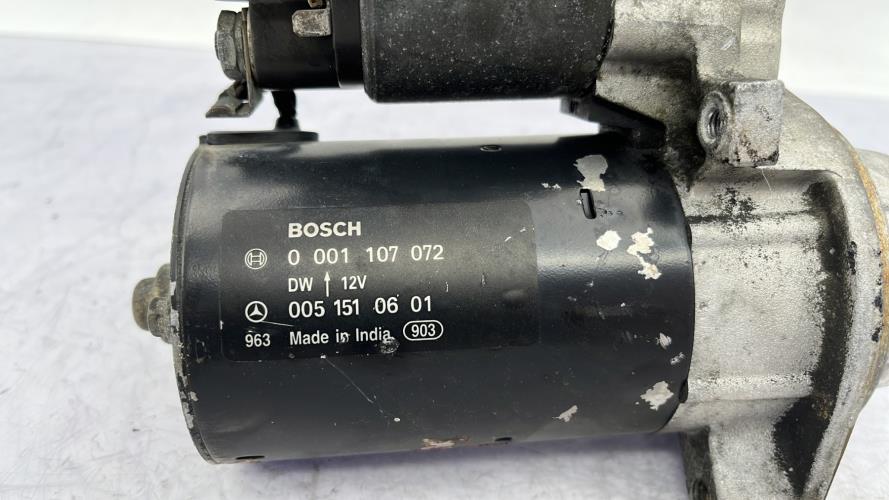 BOSCH
0 001 107 072
DW ↑ 12V
005 151 06 01
963 Made in India 903